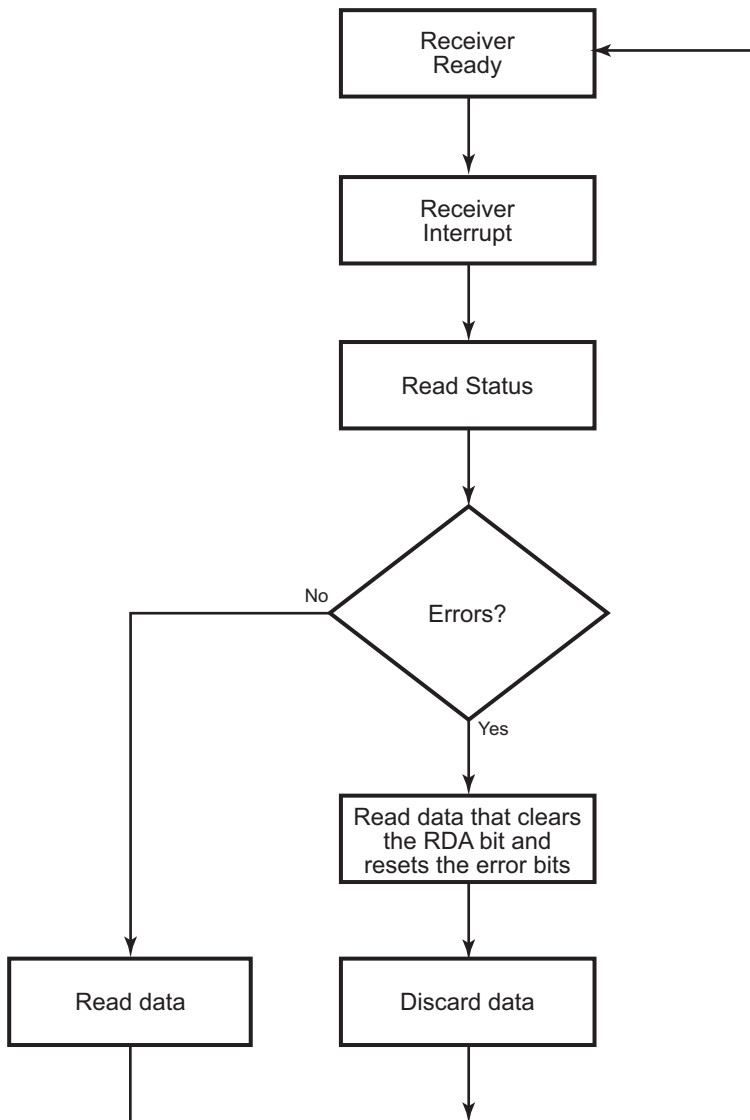 Receiver
Ready
Receiver
Interrupt
Read Status
Errors?
No
Yes
Read data that clears
the RDA bit and
resets the error bits
Read data
Discard data